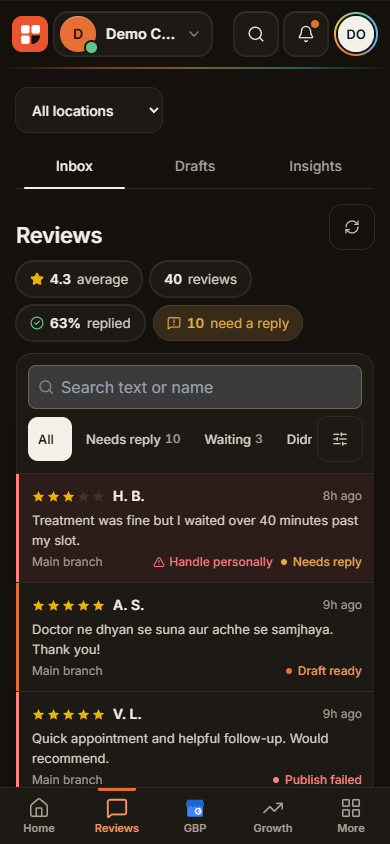 D Demo C... DO
All locations
Inbox Drafts Insights
Reviews
4.3 average 40 reviews
63% replied 10 need a reply
Search text or name
All Needs reply 10 Waiting 3 Didr
H. B. 8h ago
Treatment was fine but I waited over 40 minutes past
my slot.
Main branch Handle personally Needs reply
A. S. 9h ago
Doctor ne dhyan se suna aur achhe se samjhaya.
Thank you!
Main branch Draft ready
V. L. 9h ago
Quick appointment and helpful follow-up. Would
recommend.
Main branch Publish failed
Home Reviews GBP Growth More